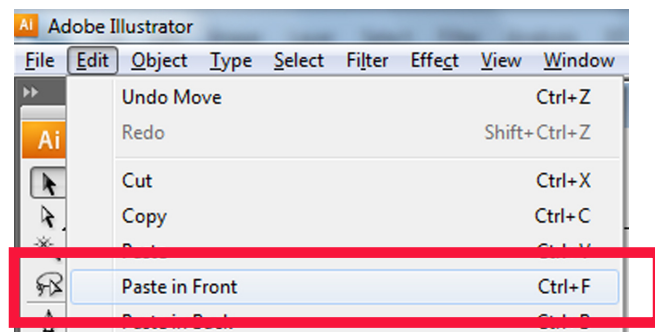 Ai Adobe Illustrator
File Edit Object Type Select Filter Effect View Window
Ai
Undo Move Ctrl+Z
Redo Shift+Ctrl+Z
Cut Ctrl+X
Copy Ctrl+C
Paste in Front Ctrl+F